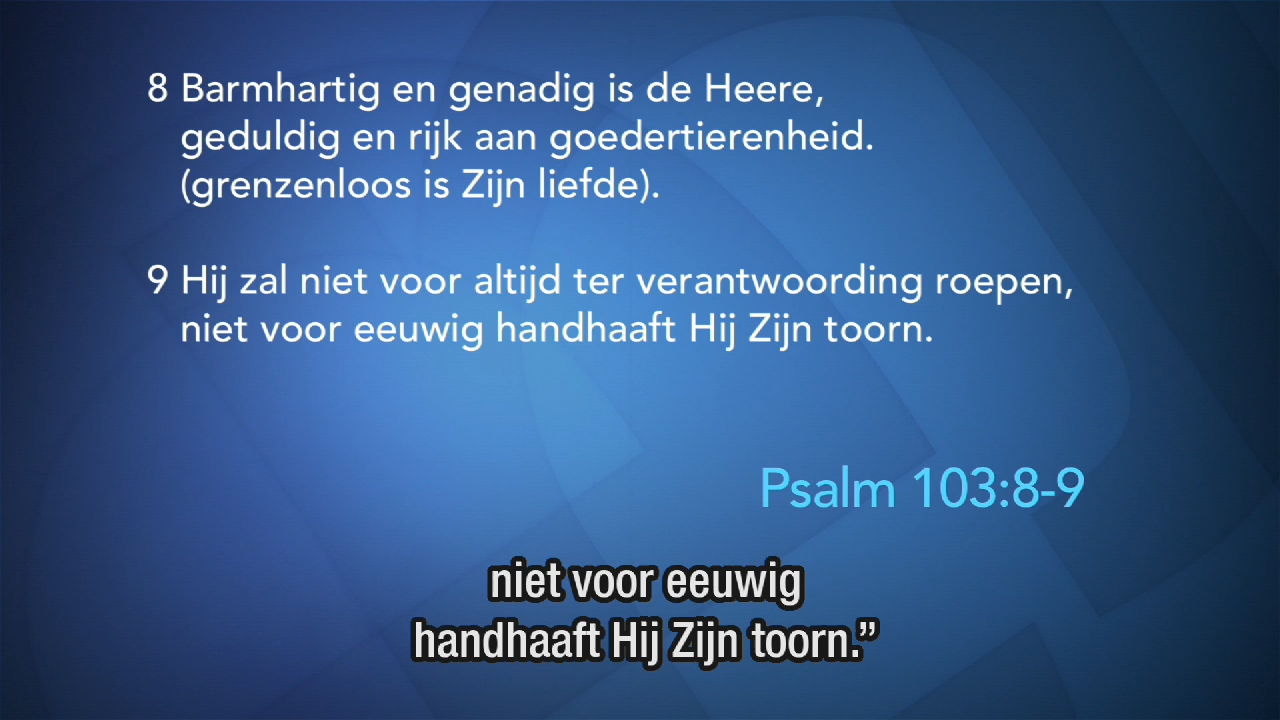 8 Barmhartig en genadig is de Heere,
geduldig en rijk aan goedertierenheid.
(grenzenloos is Zijn liefde).
9 Hij zal niet voor altijd ter verantwoording roepen,
niet voor eeuwig handhaaft Hij Zijn toorn.
Psalm 103:8-9
niet voor eeuwig
handhaaft Hij Zijn toorn.”